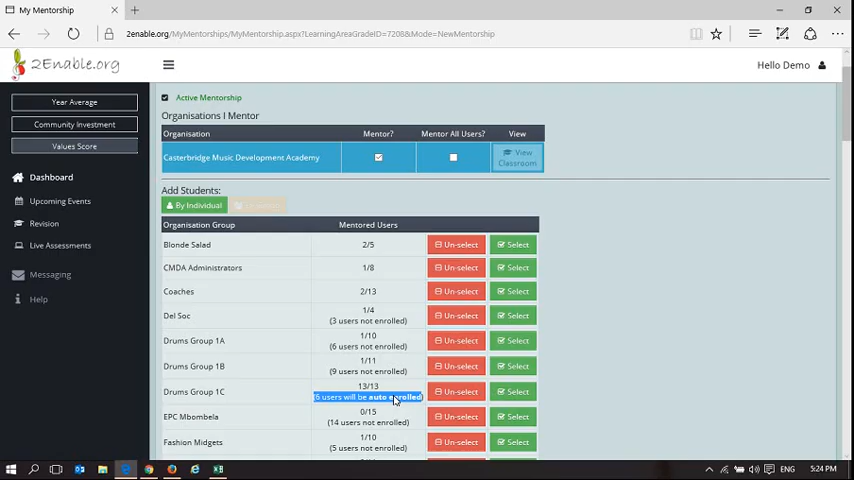 My Mentorship
2enable.org/MyMentorships/MyMentorship.aspx?LearningAreaGradeID=7208&Mode=NewMentorship
2Enable.org
Hello Demo
Year Average
Community Investment
Values Score
Dashboard
Upcoming Events
Revision
Live Assessments
Messaging
Help
Active Mentorship
Organisations I Mentor
Organisation Mentor? Mentor All Users? View
Casterbridge Music Development Academy View Classroom
Add Students:
By Individual
Organisation Group Mentored Users
Blonde Salad 2/5 Un-select Select
CMDA Administrators 1/8 Un-select Select
Coaches 2/13 Un-select Select
Del Soc 1/4 Un-select Select
(3 users not enrolled)
Drums Group 1A 1/10 Un-select Select
(6 users not enrolled)
Drums Group 1B 1/11 Un-select Select
(9 users not enrolled)
Drums Group 1C 13/13 Un-select Select
(6 users will be auto enrolled)
EPC Mbombela 0/15 Un-select Select
(14 users not enrolled)
Fashion Midgets 1/10 Un-select Select
(5 users not enrolled)
ENG 5:24 PM